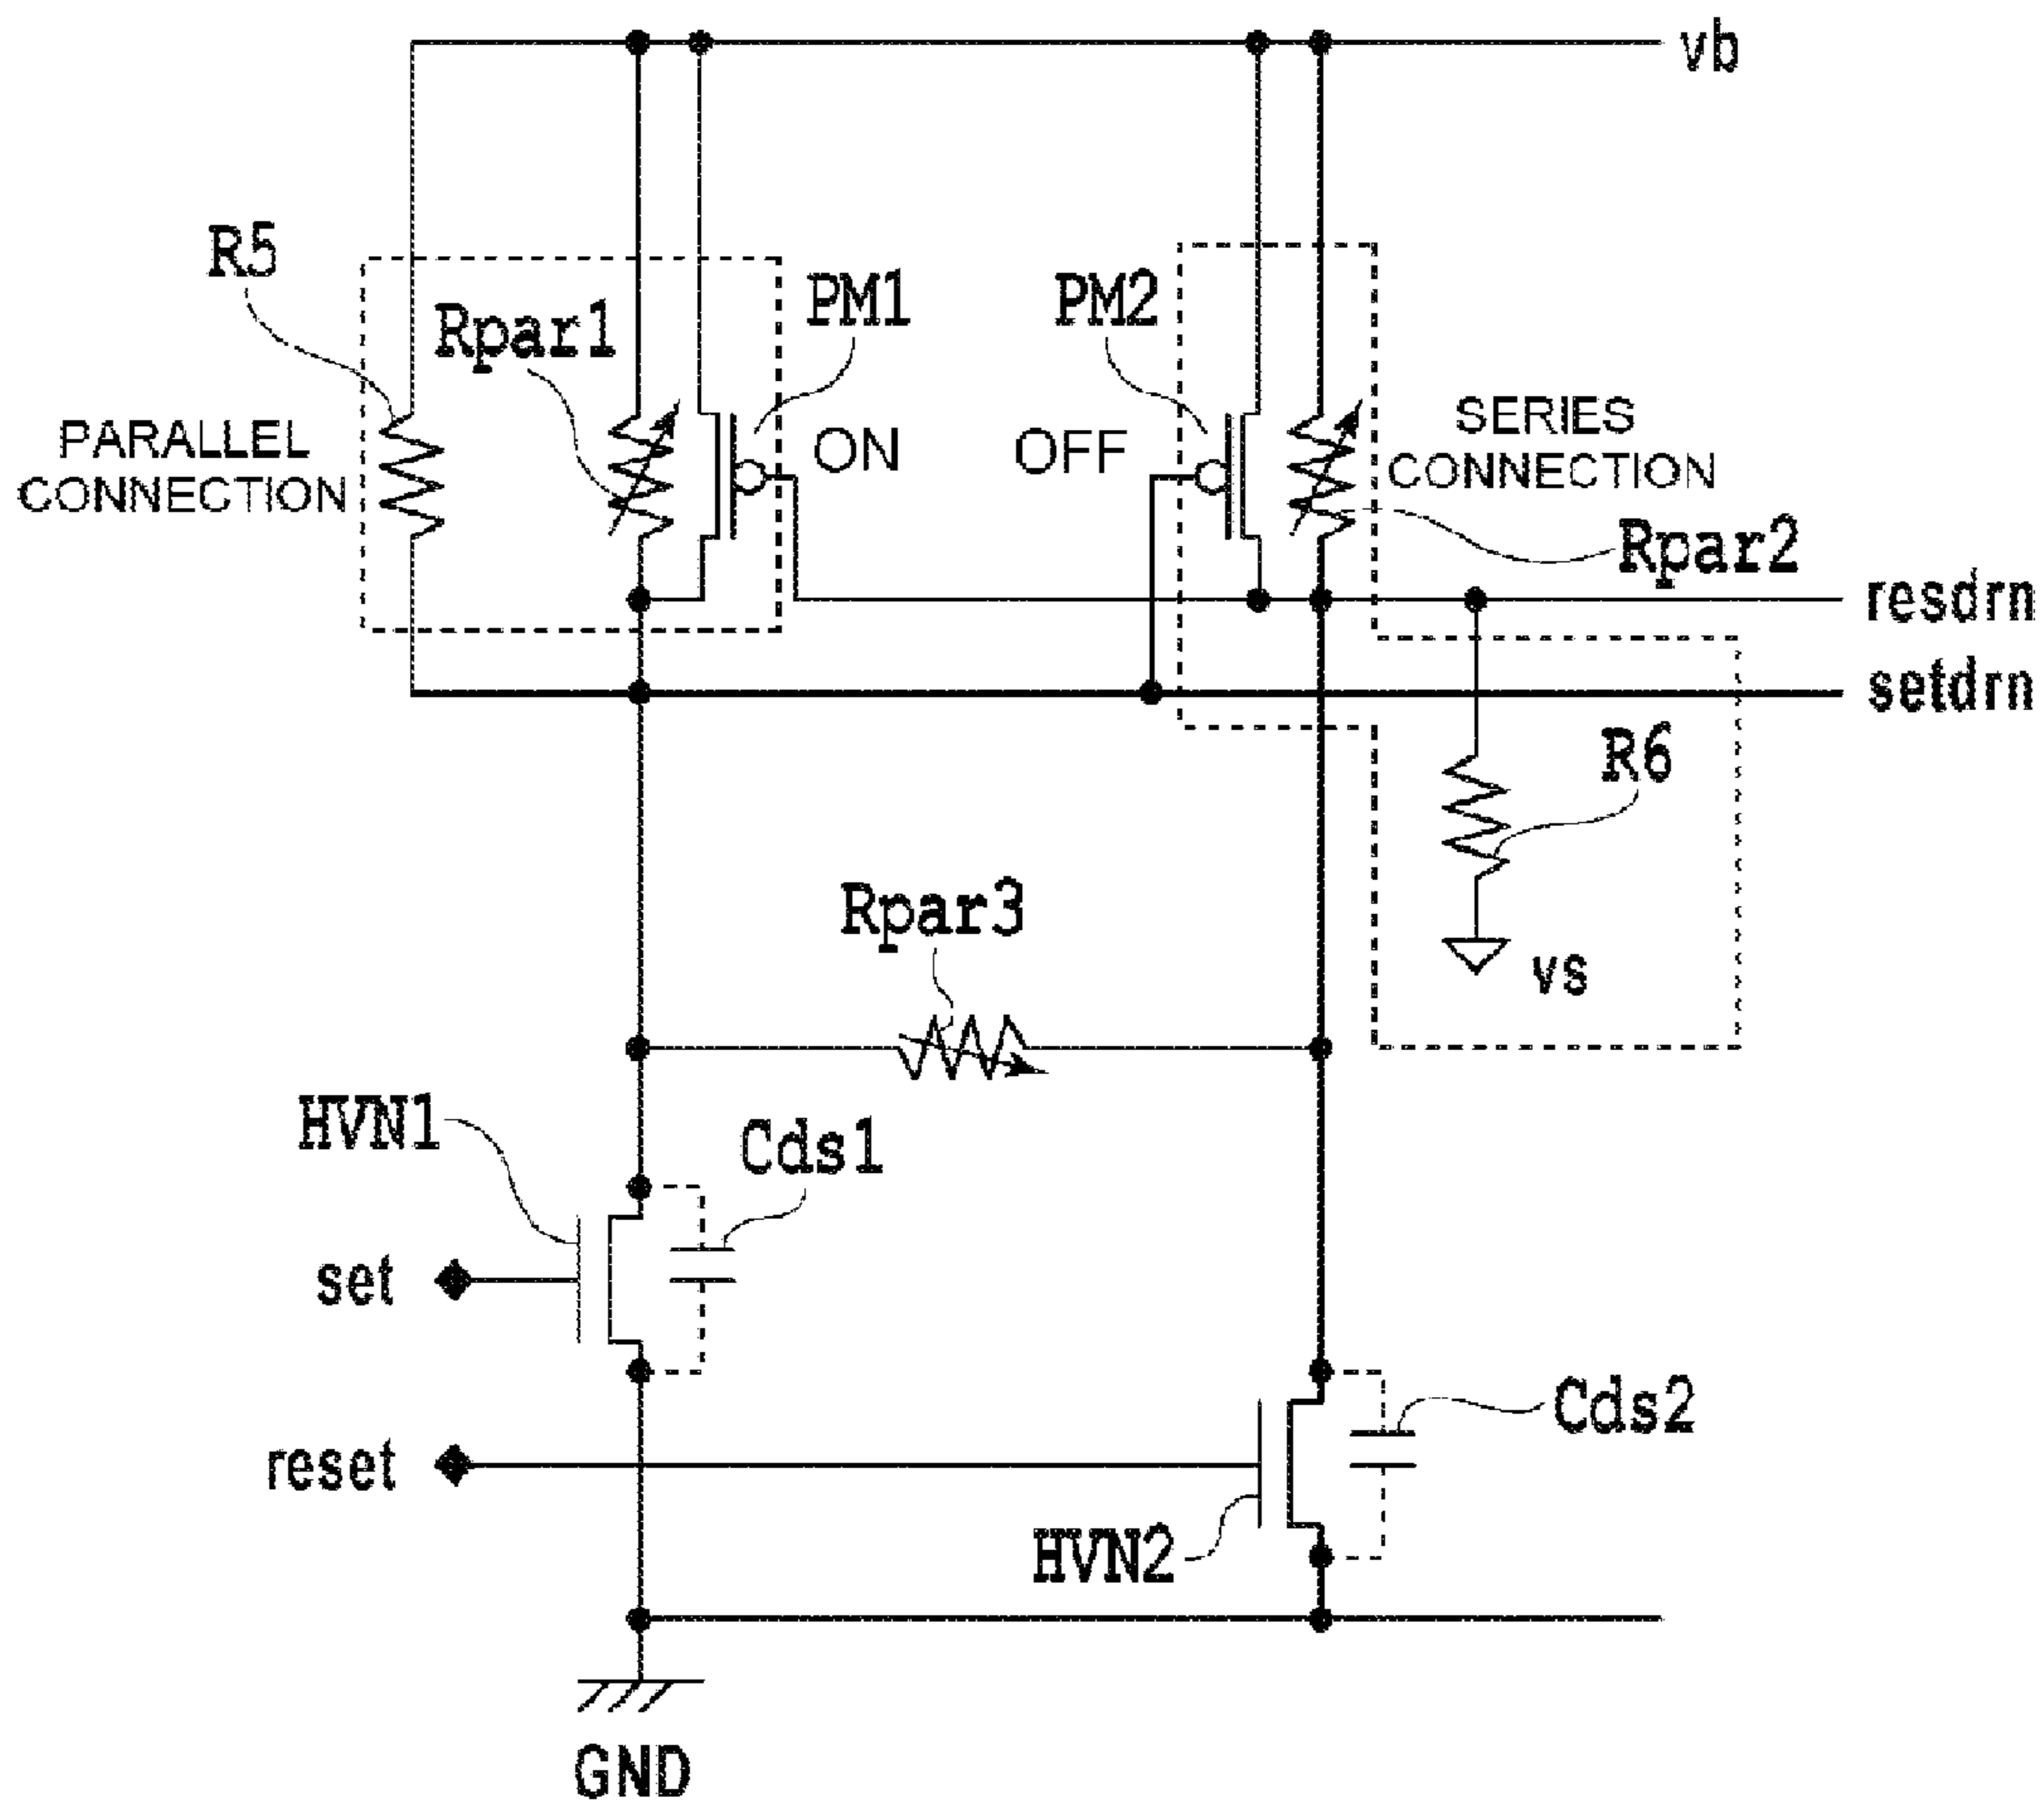 vb
R5
Rpar1
PM1
PM2
PARALLEL
CONNECTION
ON
OFF
SERIES
CONNECTION
Rpar2
resdrn
setdrn
R6
vs
Rpar3
HVN1
Cds1
set
reset
Cds2
HVN2
GND